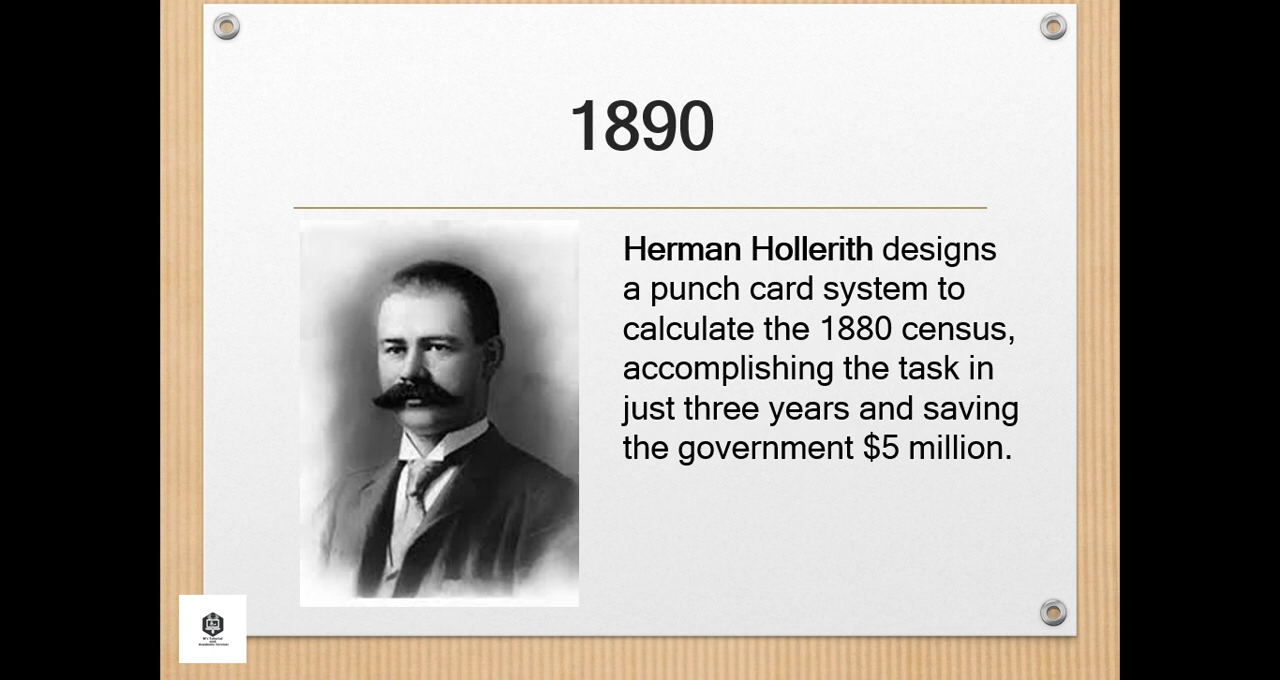 1890
Herman Hollerith designs
a punch card system to
calculate the 1880 census,
accomplishing the task in
just three years and saving
the government $5 million.